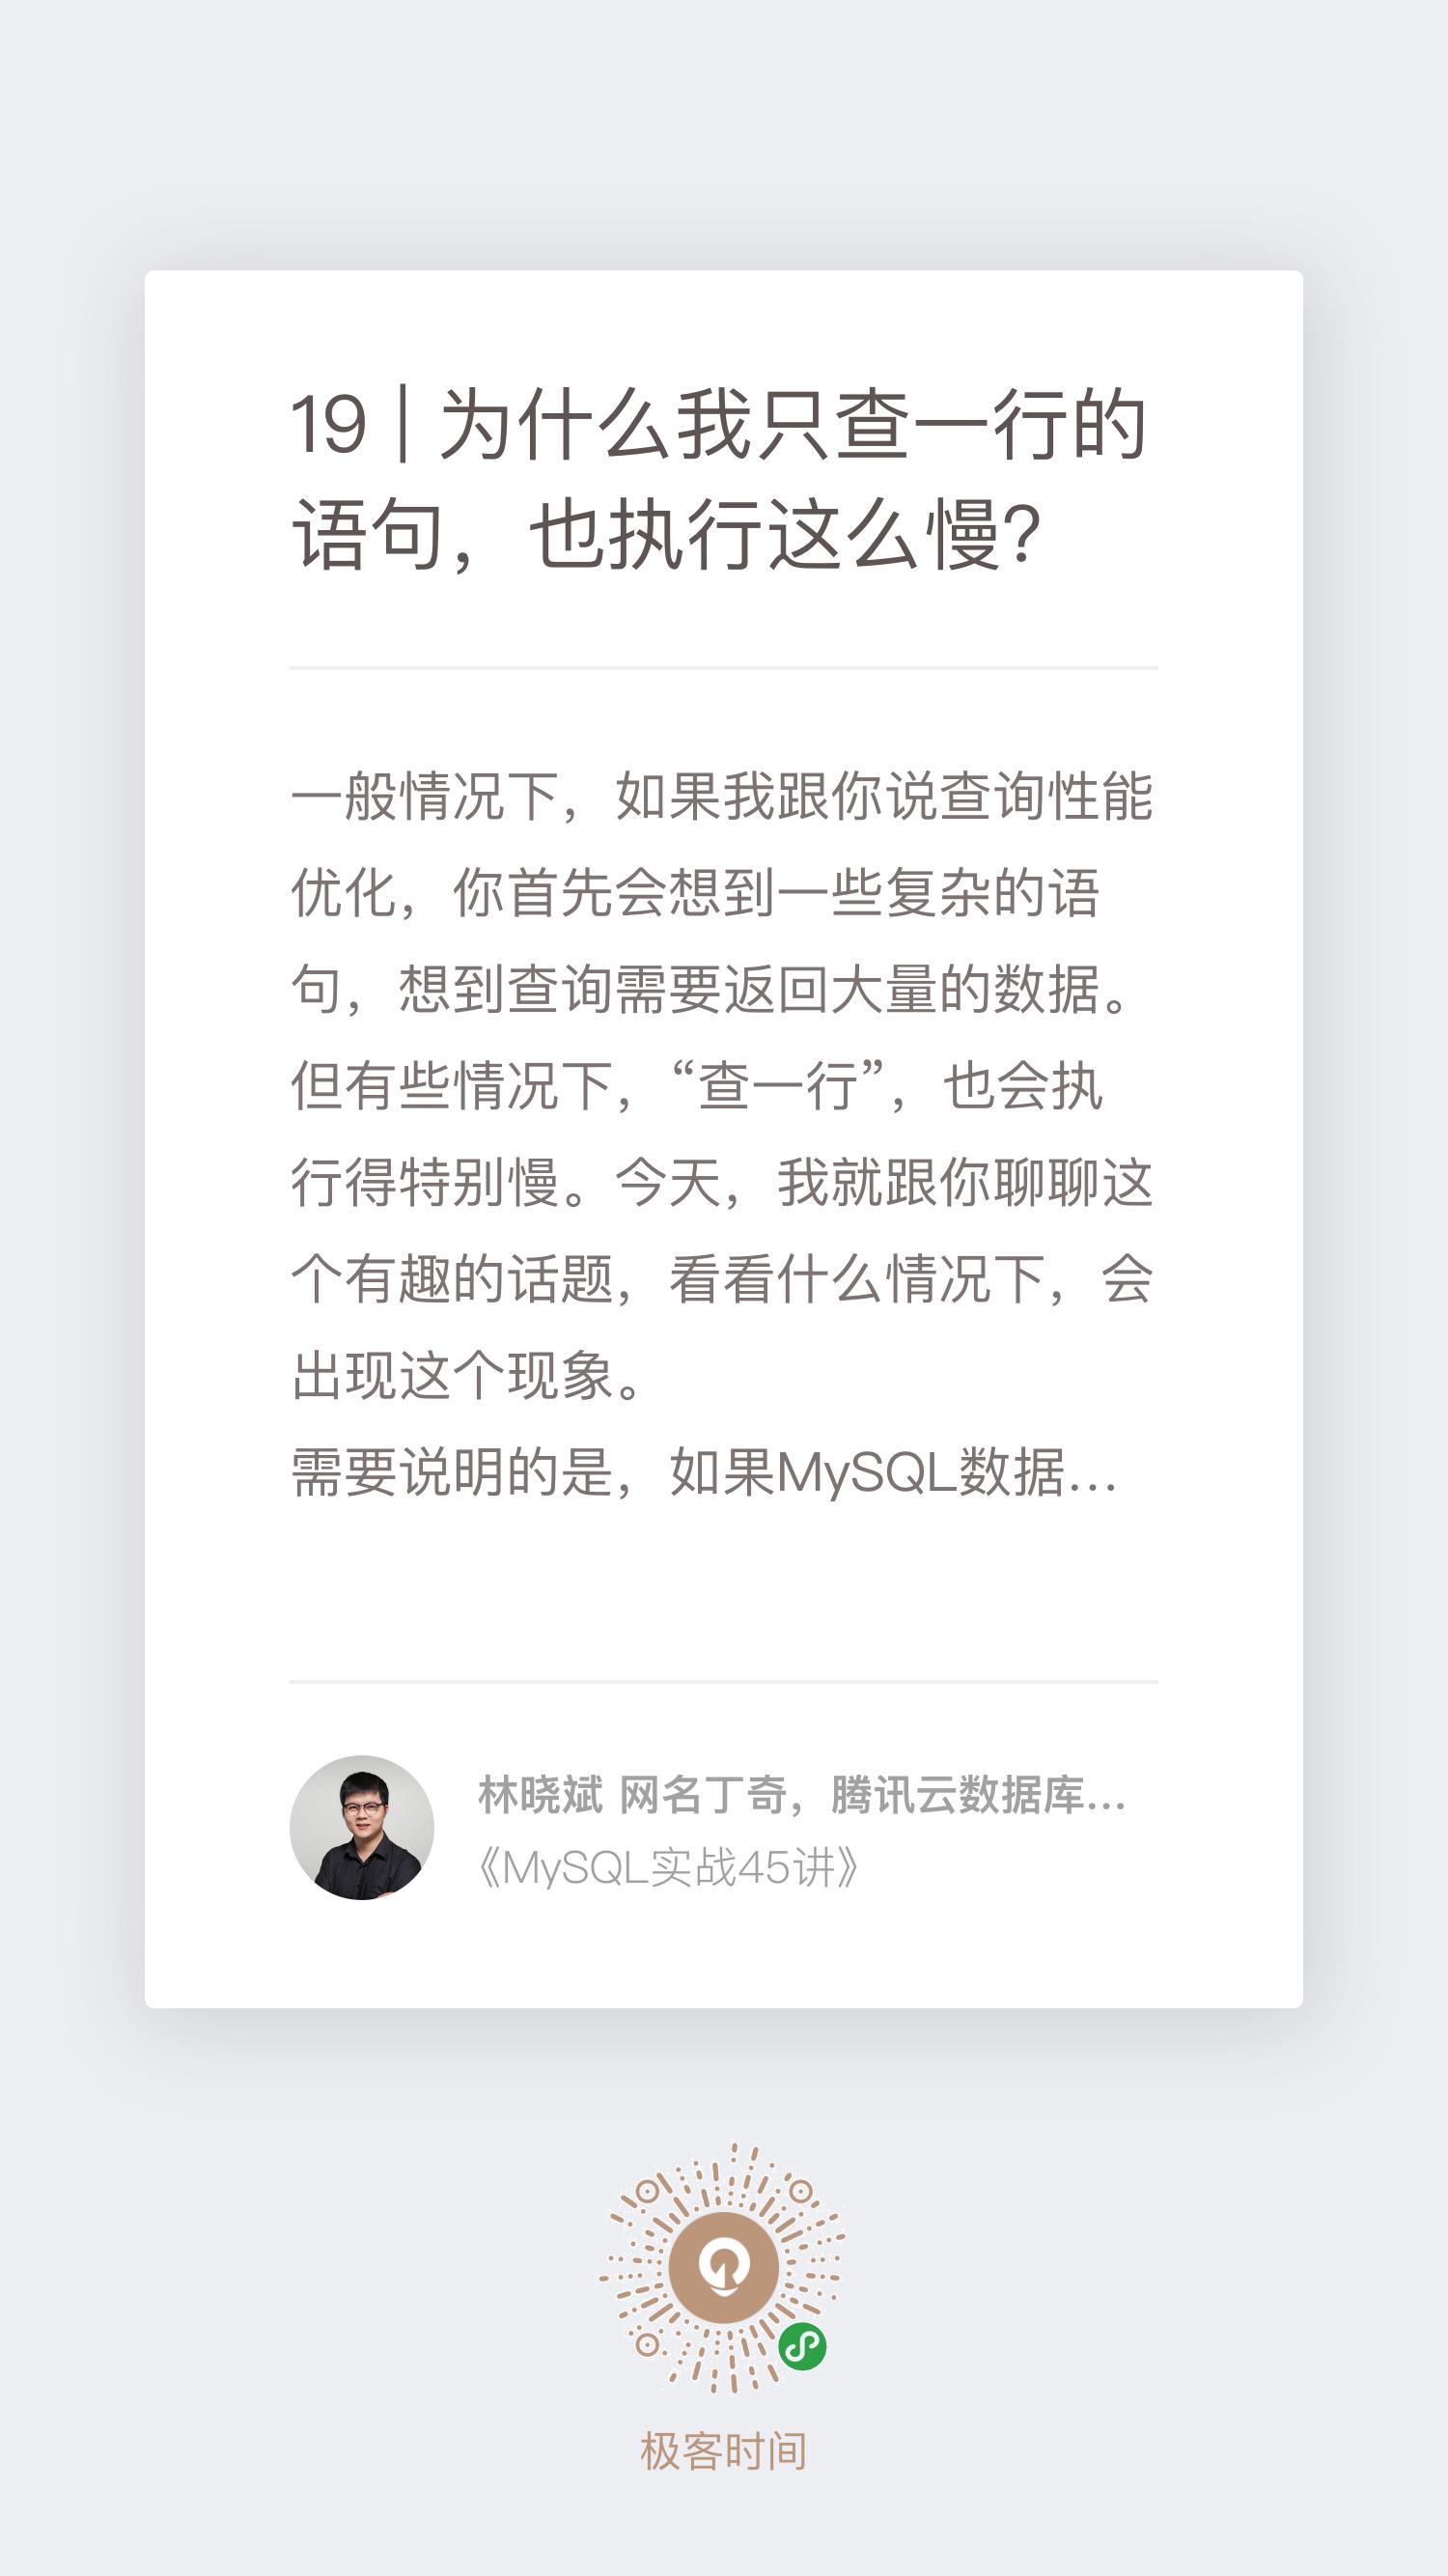 19 | 为什么我只查一行的
语句，也执行这么慢？
一般情况下，如果我跟你说查询性能
优化，你首先会想到一些复杂的语
句，想到查询需要返回大量的数据。
但有些情况下，“查一行”，也会执
行得特别慢。今天，我就跟你聊聊这
个有趣的话题，看看什么情况下，会
出现这个现象。
需要说明的是，如果MySQL数据...
林晓斌 网名丁奇，腾讯云数据库...
《MySQL实战45讲》
极客时间